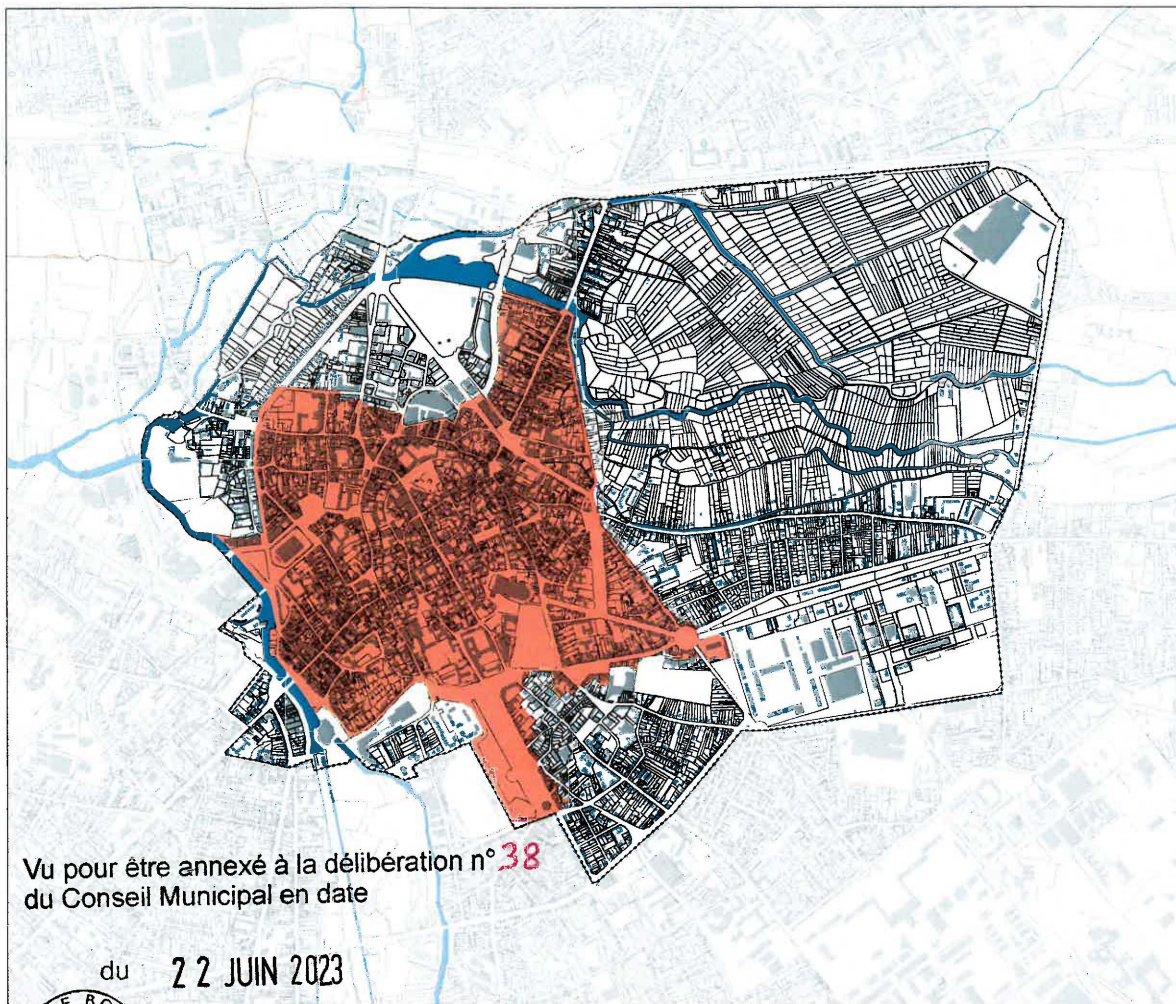 Vu pour être annexé à la délibération n° 38
du Conseil Municipal en date
du 22 JUIN 2023